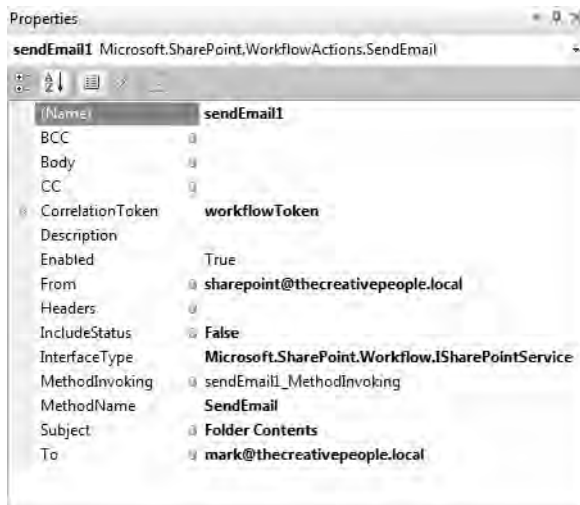 Properties
sendEmail1 Microsoft.SharePoint.WorkflowActions.SendEmail
(Name) sendEmail1
BCC
Body
CC
CorrelationToken workflowToken
Description
Enabled True
From sharepoint@thecreativepeople.local
Headers
IncludeStatus False
InterfaceType Microsoft.SharePoint.Workflow.ISharePointService
MethodInvoking sendEmail1_MethodInvoking
MethodName SendEmail
Subject Folder Contents
To mark@thecreativepeople.local